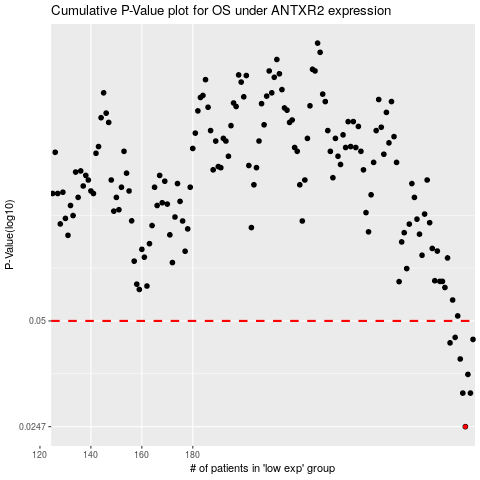 Cumulative P-Value plot for OS under ANTXR2 expression
P-Value(log10)
0.05
0.0247
120 140 160 180
# of patients in 'low exp' group